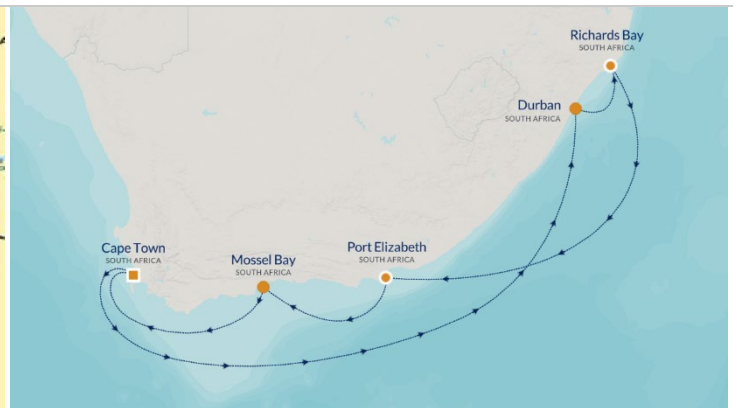 Richards Bay
SOUTH AFRICA
Durban
SOUTH AFRICA
Cape Town
SOUTH AFRICA
Mossel Bay
SOUTH AFRICA
Port Elizabeth
SOUTH AFRICA